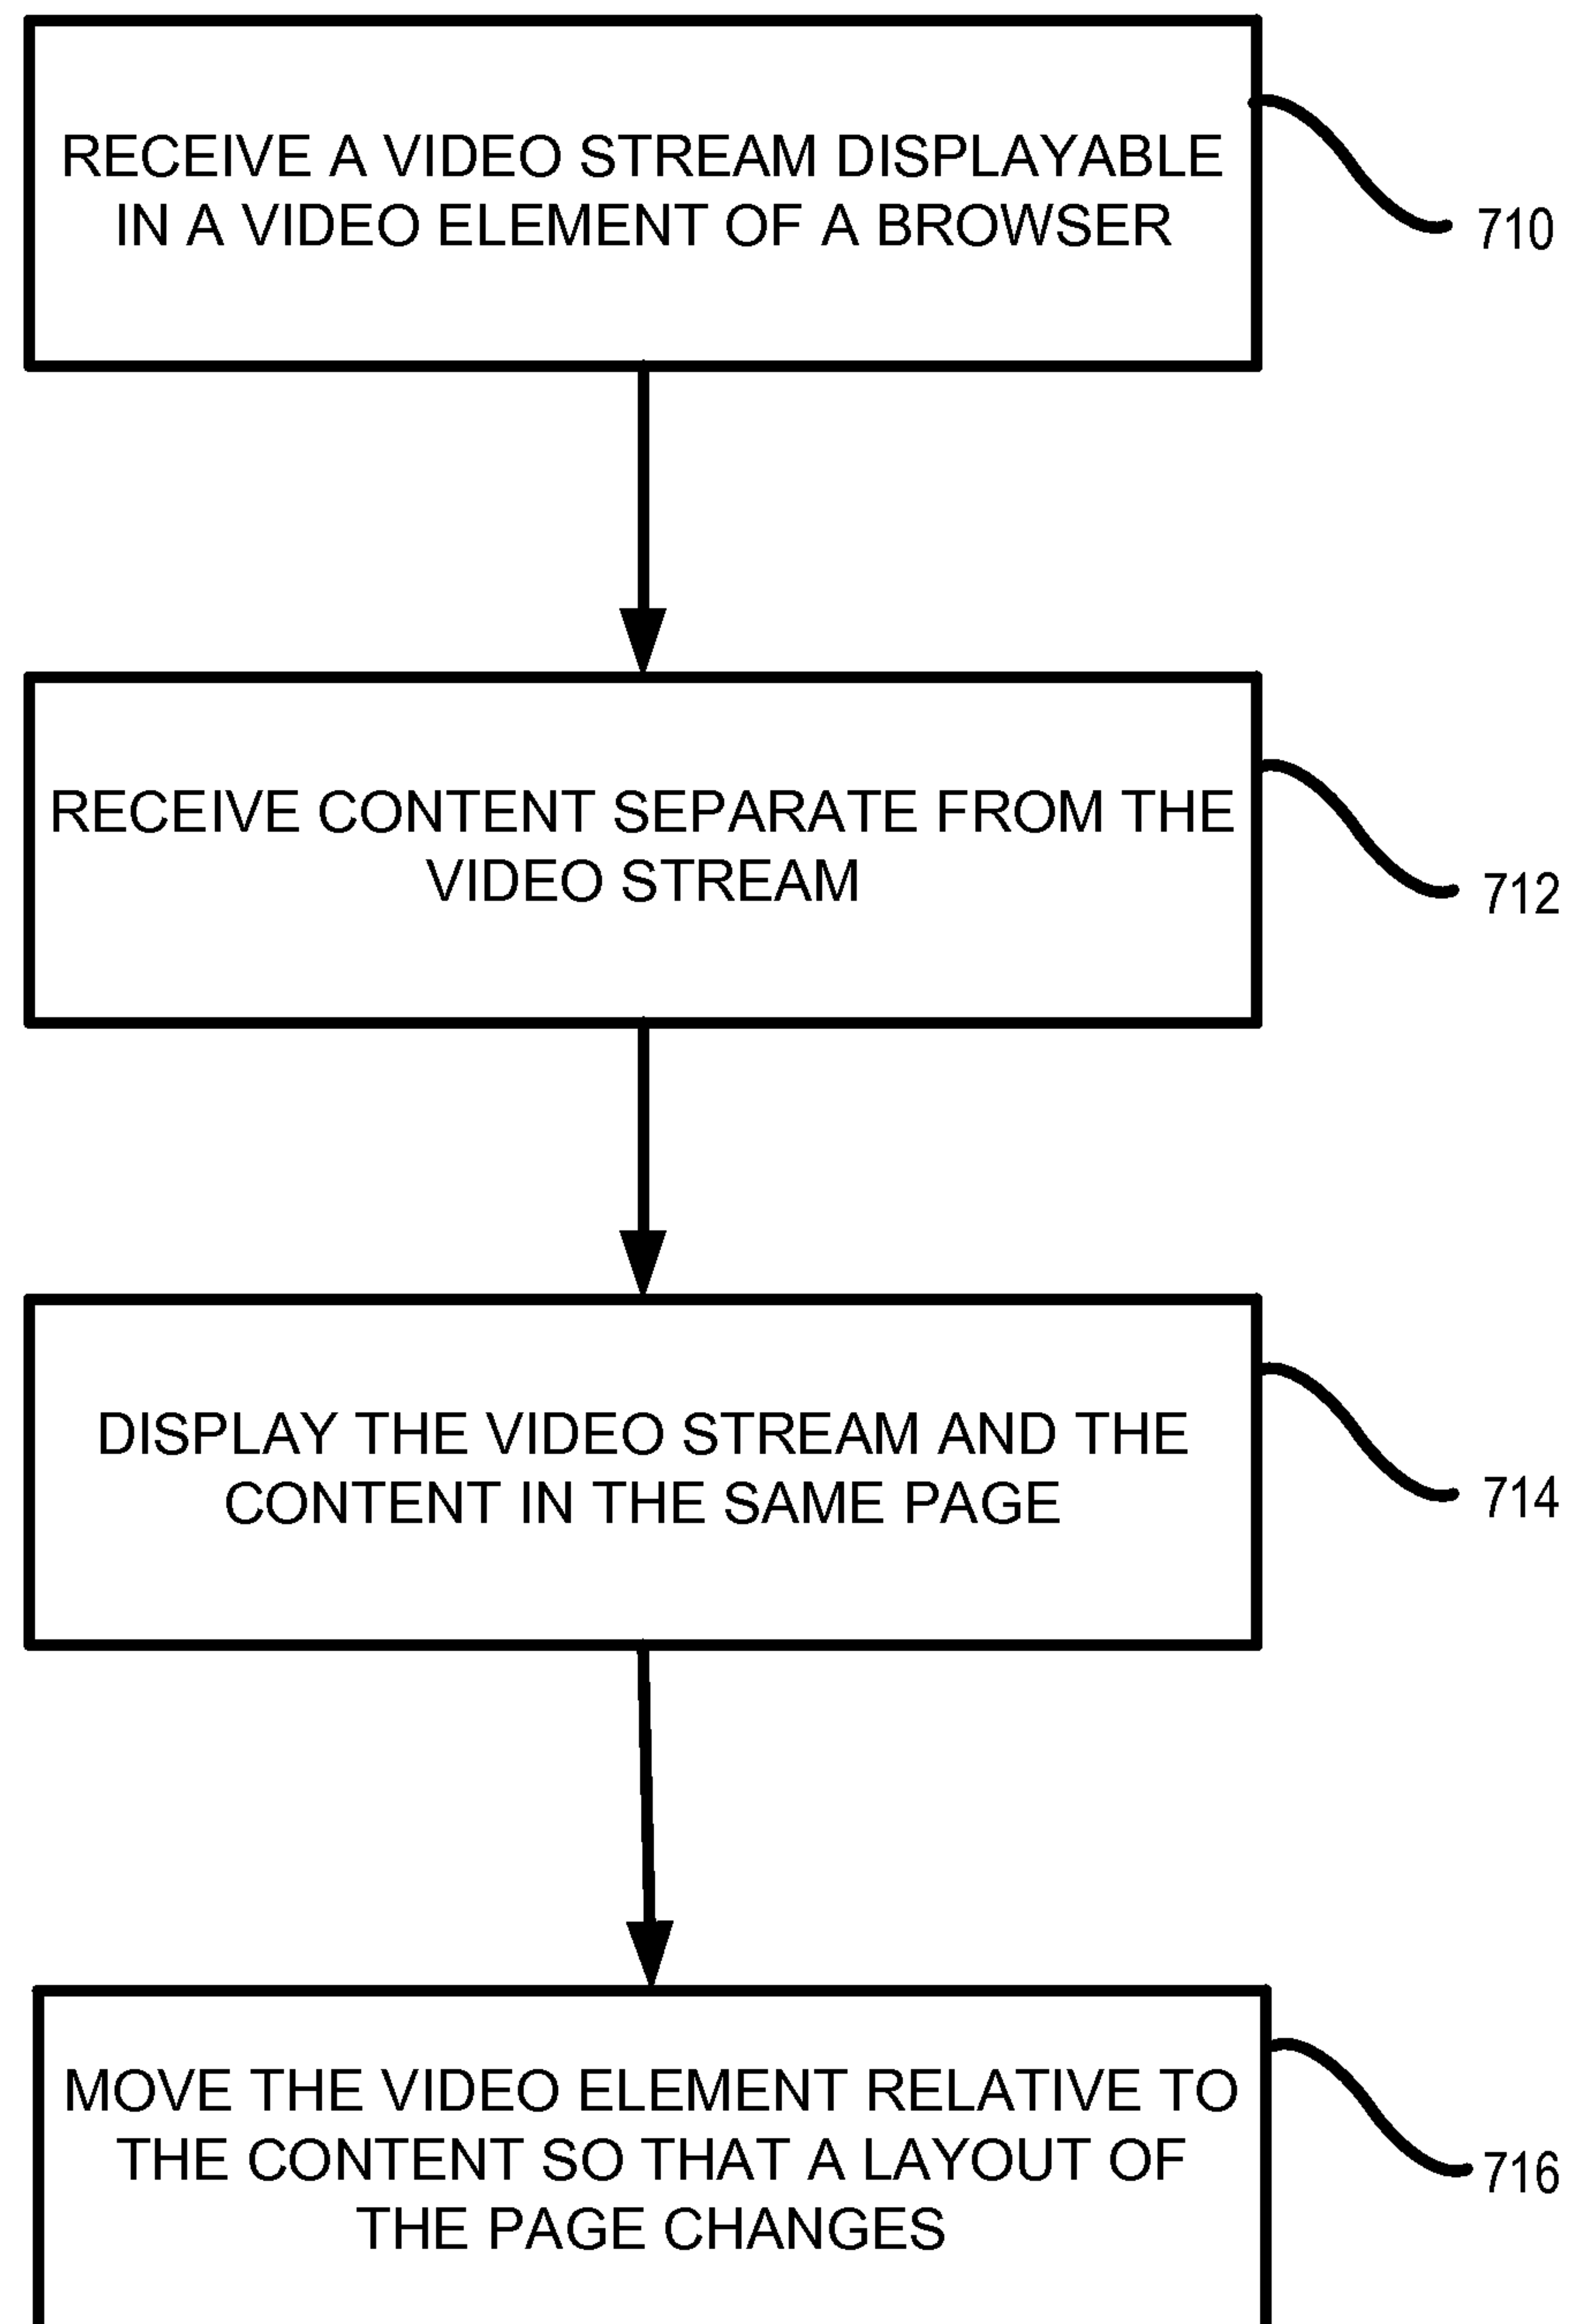 RECEIVE A VIDEO STREAM DISPLAYABLE
IN A VIDEO ELEMENT OF A BROWSER
710
RECEIVE CONTENT SEPARATE FROM THE
VIDEO STREAM
712
DISPLAY THE VIDEO STREAM AND THE
CONTENT IN THE SAME PAGE
714
MOVE THE VIDEO ELEMENT RELATIVE TO
THE CONTENT SO THAT A LAYOUT OF
THE PAGE CHANGES
716